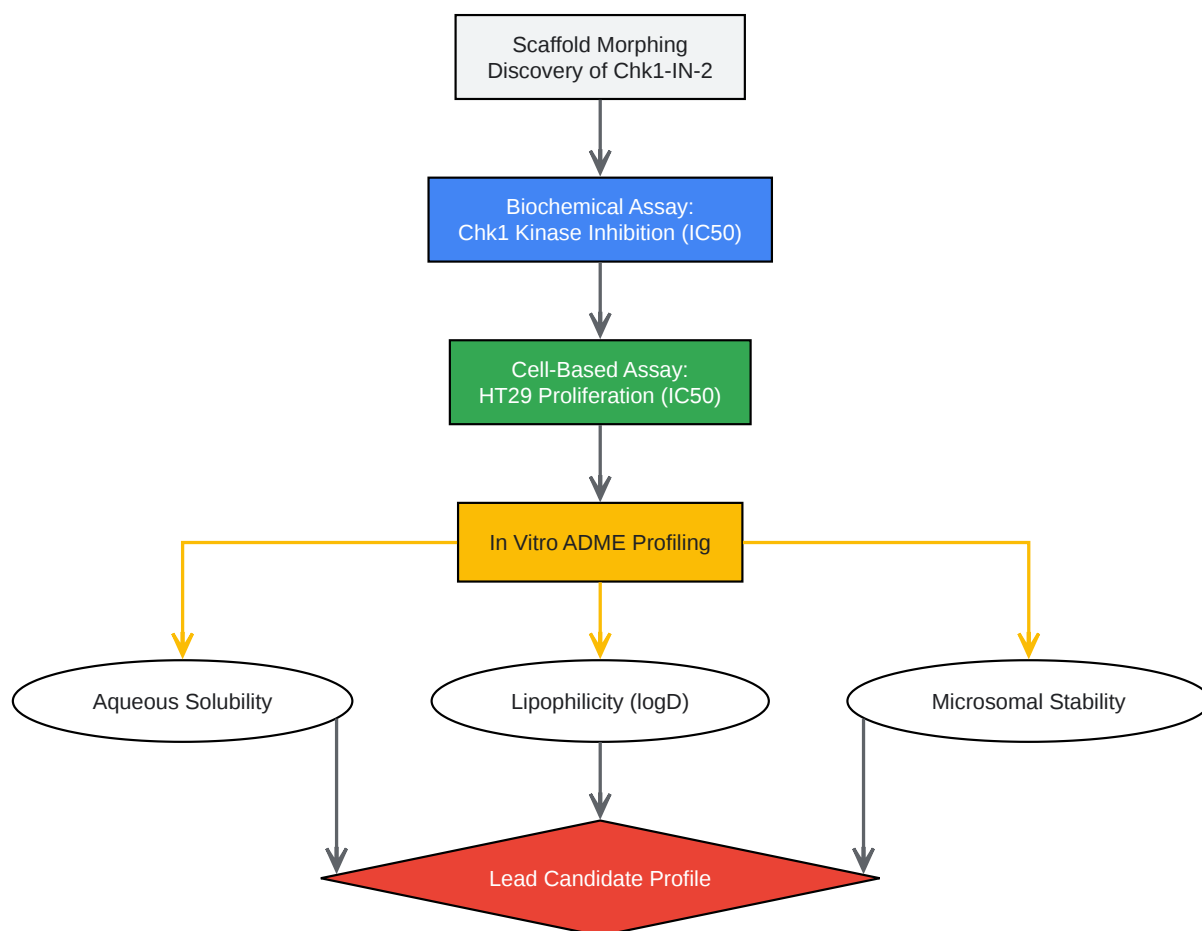 Scaffold Morphing
Discovery of Chk1-IN-2
Biochemical Assay:
Chk1 Kinase Inhibition (IC50)
Cell-Based Assay:
HT29 Proliferation (IC50)
In Vitro ADME Profiling
Aqueous Solubility
Lipophilicity (logD)
Microsomal Stability
Lead Candidate Profile